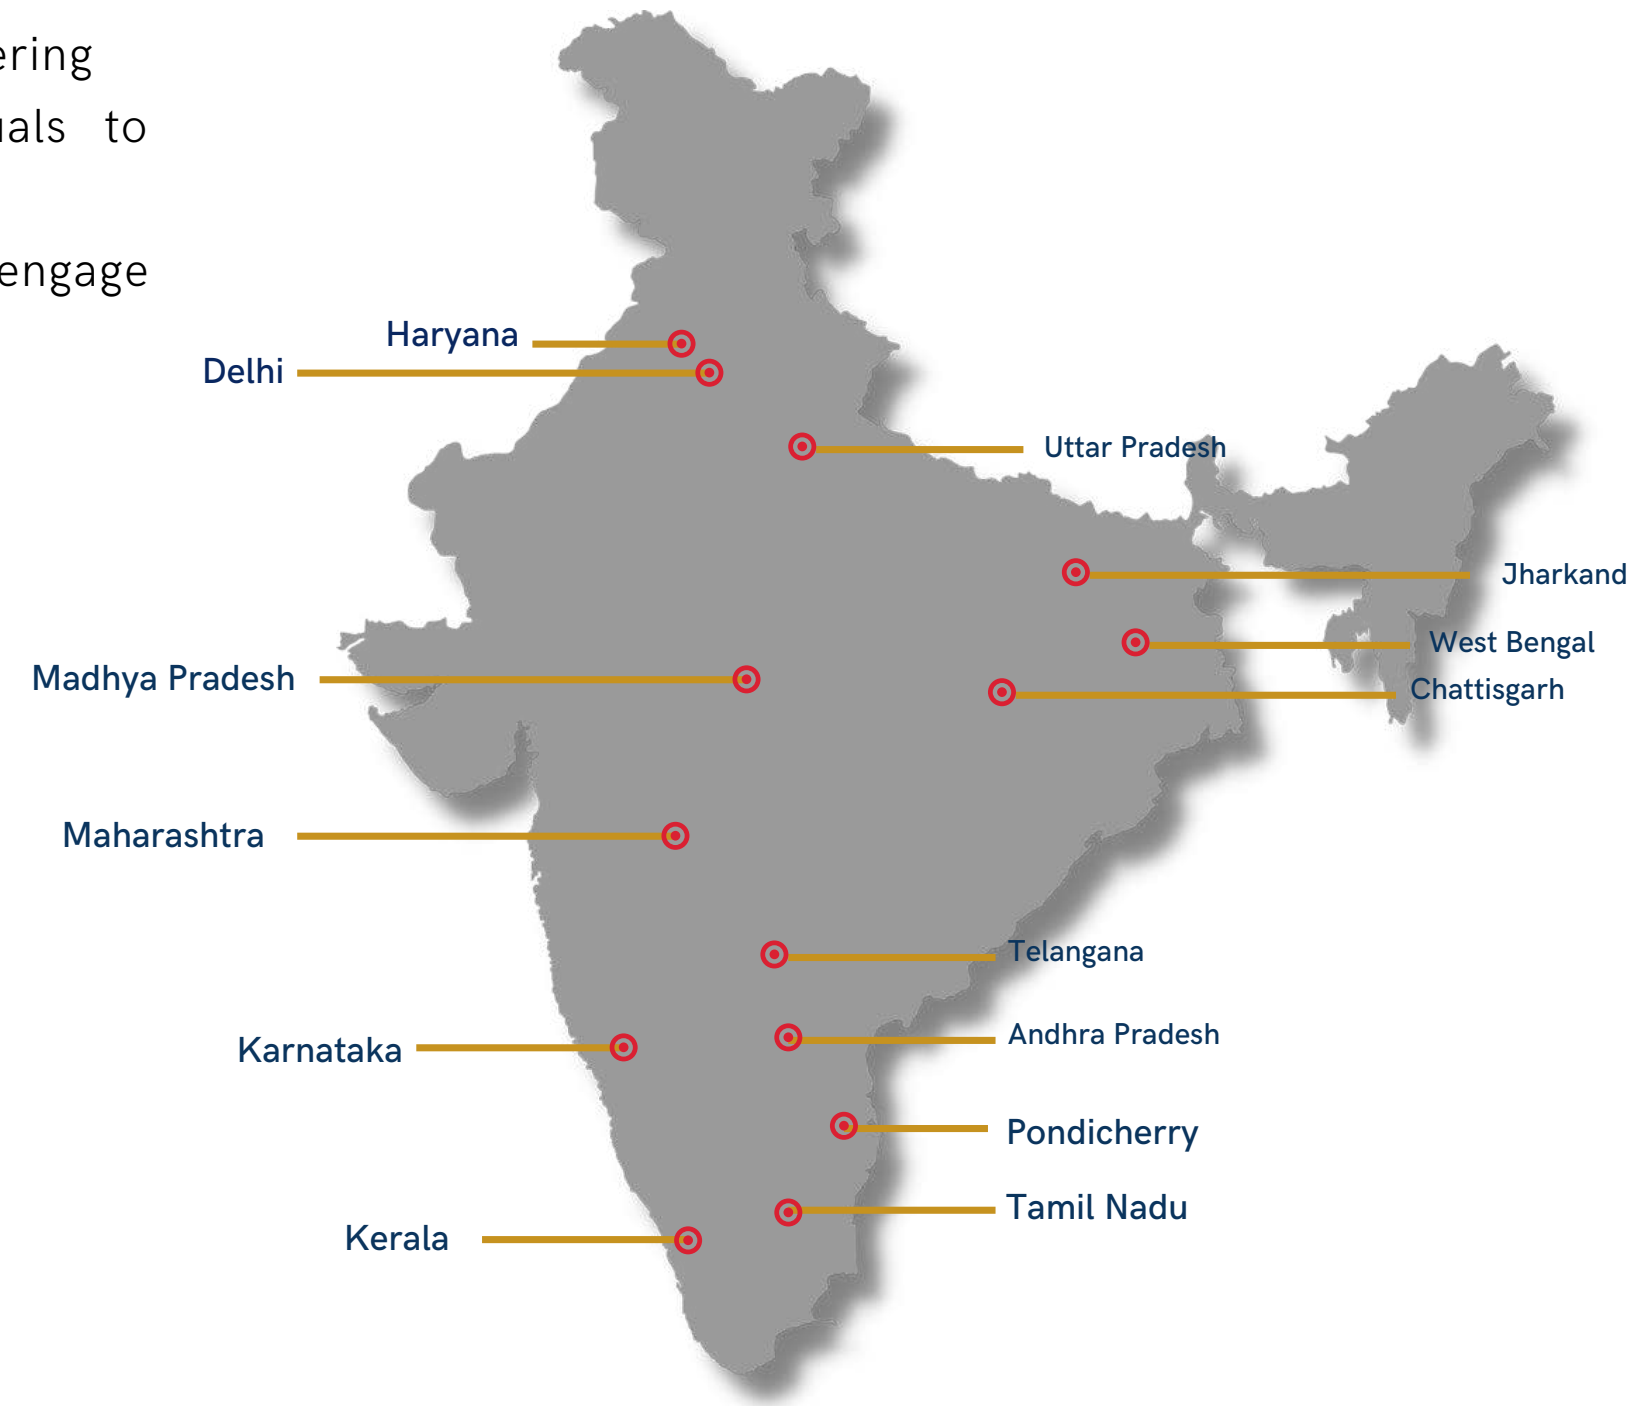 ering
als to
engage
Haryana
Delhi
Uttar Pradesh
Jharkand
West Bengal
Madhya Pradesh
Chattisgarh
Maharashtra
Telangana
Andhra Pradesh
Karnataka
Pondicherry
Tamil Nadu
Kerala